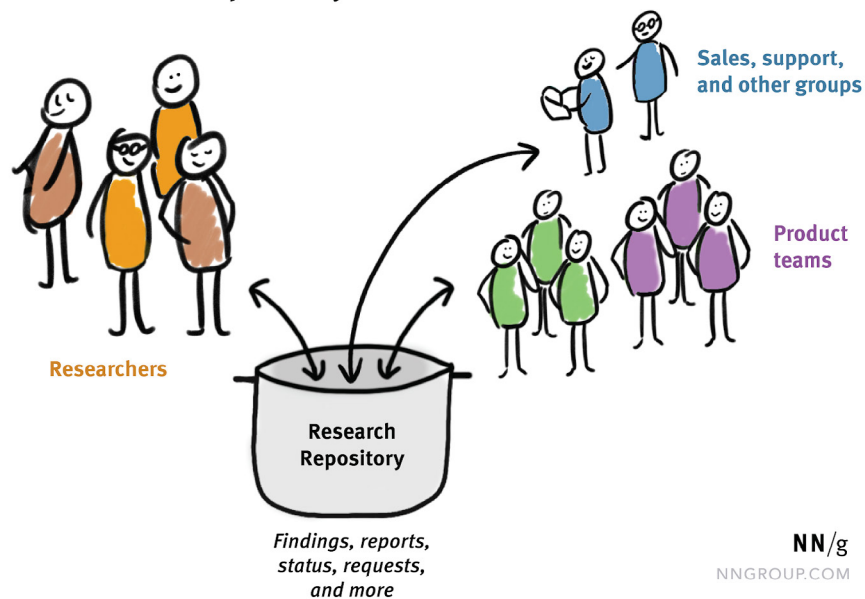 Sales, support,
and other groups
Product
teams
Researchers
Research
Repository
Findings, reports,
status, requests,
and more
NN/g
NNGROUP.COM